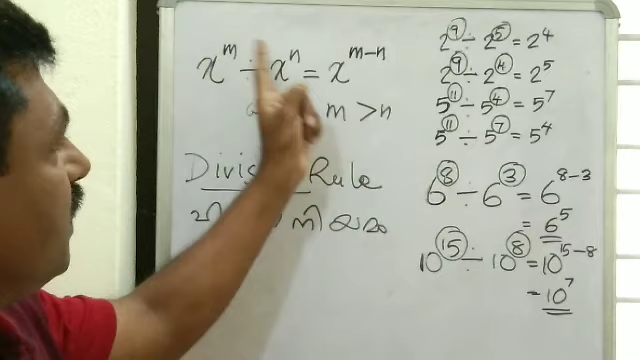 x^m ÷ x^n = x^(m-n)
m > n
Rule
നിയമം
2^9 ÷ 2^5 = 2^4
2^9 ÷ 2^4 = 2^5
5^11 ÷ 5^4 = 5^7
5^11 ÷ 5^7 = 5^4
6^8 ÷ 6^3 = 6^(8-3)
= 6^5
10^15 ÷ 10^8 = 10^(15-8)
= 10^7